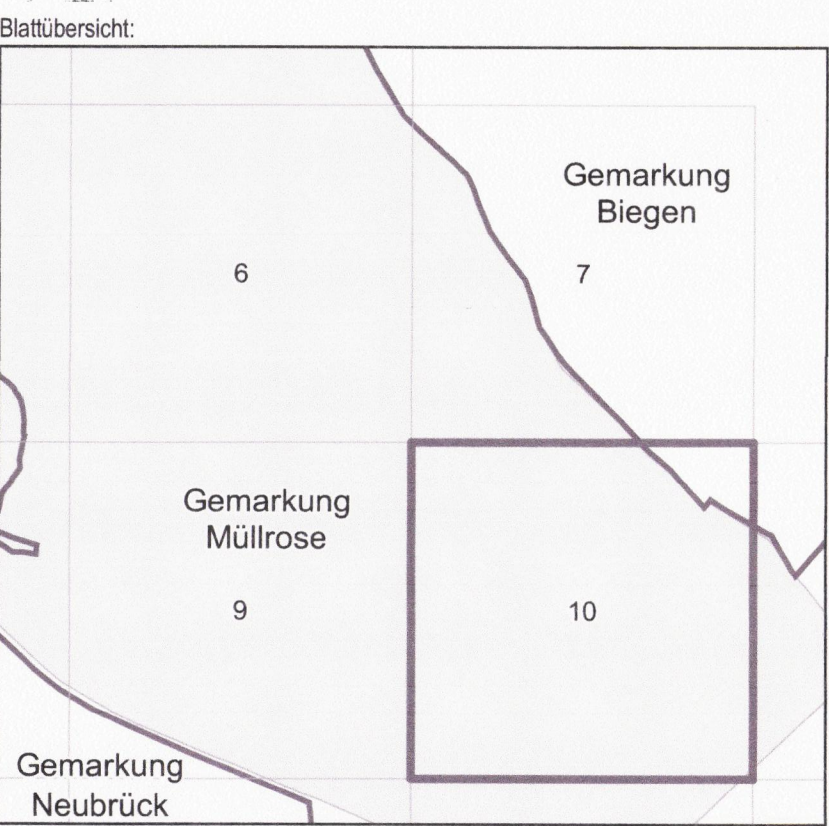 Blattübersicht:
Gemarkung
Biegen
6
7
Gemarkung
Müllrose
9
10
Gemarkung
Neubrück